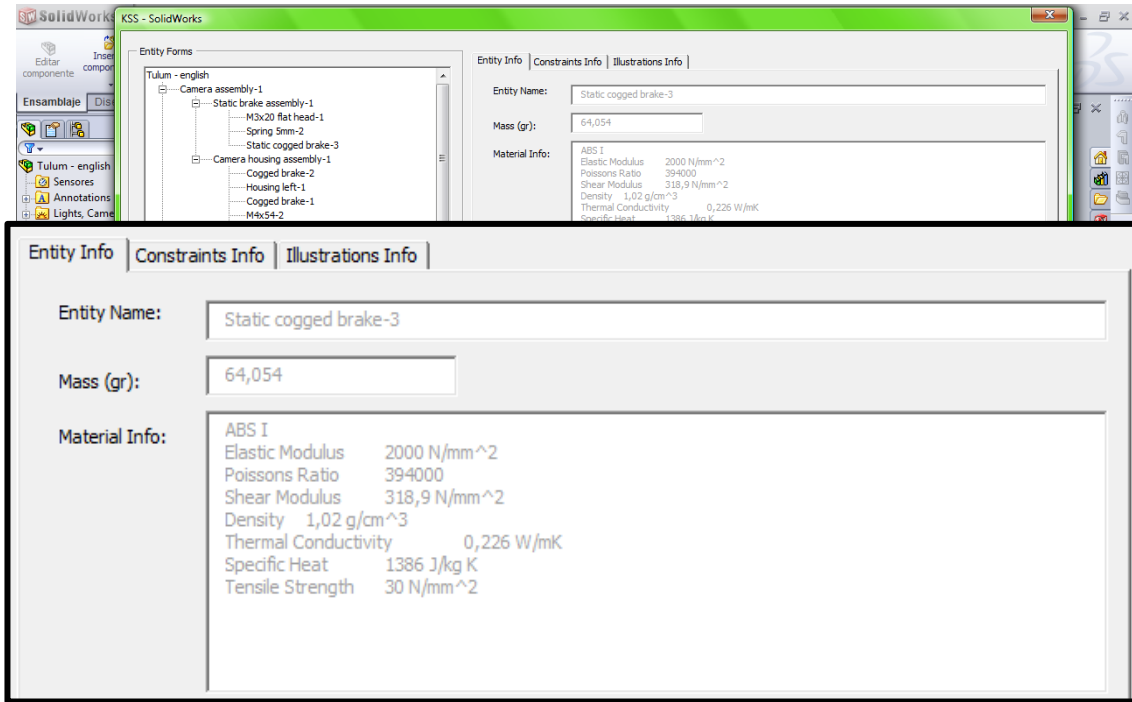 SolidWorks
KSS - SolidWorks
Editar
componente
Inser
compor
Ensamblaje
Tulum - english
Sensores
Annotations
Lights, Came
Entity Forms
Tulum - english
Camera assembly-1
Static brake assembly-1
M3x20 flat head-1
Spring 5mm-2
Static cogged brake-3
Camera housing assembly-1
Cogged brake-2
Housing left-1
Cogged brake-1
M4x54-2
Entity Info
Constraints Info
Illustrations Info
Entity Name:
Static cogged brake-3
Mass (gr):
64,054
Material Info:
ABS I
Elastic Modulus 2000 N/mm^2
Poissons Ratio 394000
Shear Modulus 318,9 N/mm^2
Density 1,02 g/cm^3
Thermal Conductivity 0,226 W/mK
Specific Heat 1386 J/kg K
Entity Info
Constraints Info
Illustrations Info
Entity Name:
Static cogged brake-3
Mass (gr):
64,054
Material Info:
ABS I
Elastic Modulus 2000 N/mm^2
Poissons Ratio 394000
Shear Modulus 318,9 N/mm^2
Density 1,02 g/cm^3
Thermal Conductivity 0,226 W/mK
Specific Heat 1386 J/kg K
Tensile Strength 30 N/mm^2